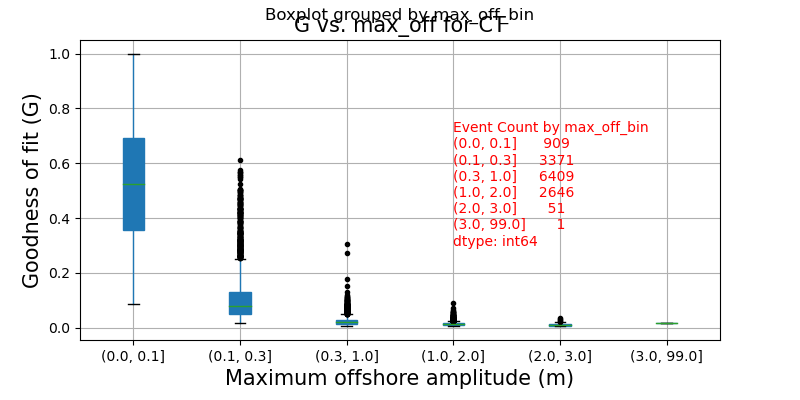 Boxplot grouped by max_off_bin
G vs. max_off for CT
Goodness of fit (G)
1.0
0.8
0.6
0.4
0.2
0.0
Event Count by max_off_bin
(0.0, 0.1] 909
(0.1, 0.3] 3371
(0.3, 1.0] 6409
(1.0, 2.0] 2646
(2.0, 3.0] 51
(3.0, 99.0] 1
dtype: int64
(0.0, 0.1] (0.1, 0.3] (0.3, 1.0] (1.0, 2.0] (2.0, 3.0] (3.0, 99.0]
Maximum offshore amplitude (m)